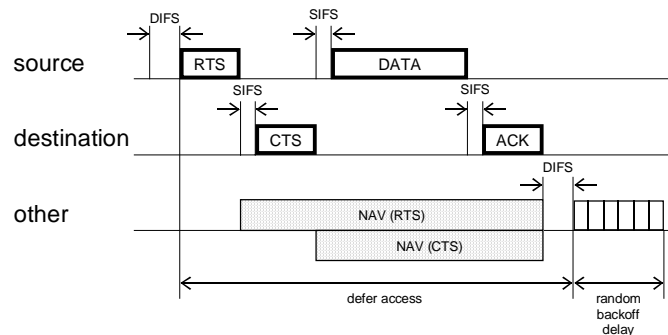 DIFS
SIFS
source
RTS
DATA
SIFS
SIFS
destination
CTS
ACK
DIFS
other
NAV (RTS)
NAV (CTS)
defer access
random
backoff
delay